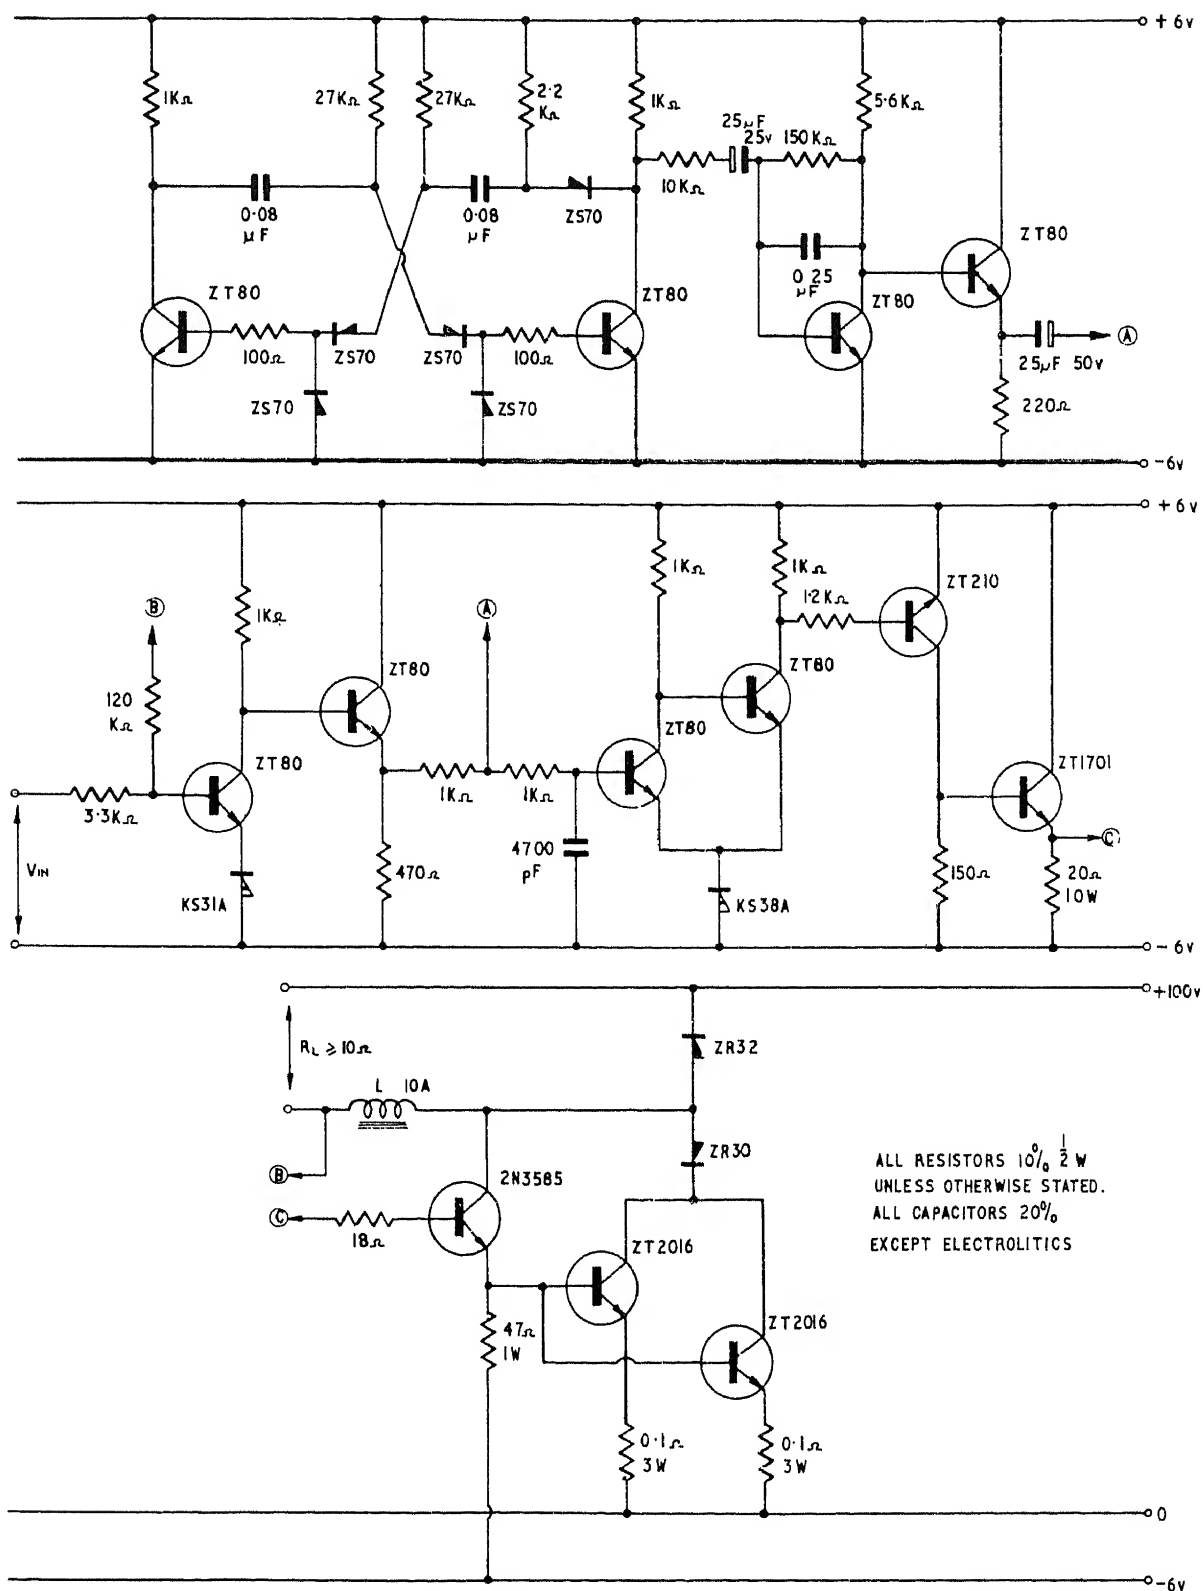 + 6v
1KΩ
27KΩ
27KΩ
2·2
KΩ
1KΩ
25μF
25v
150KΩ
5·6KΩ
10KΩ
0·08
μF
0·08
μF
ZS70
0 25
μF
ZT80
ZT80
ZT80
ZT80
100Ω
ZS70
ZS70
100Ω
25μF 50v
A
ZS70
ZS70
220Ω
-6v
+ 6v
1KΩ
1KΩ
ZT210
B
A
1KΩ
1·2KΩ
120
KΩ
ZT80
ZT80
ZT80
ZT80
ZT1701
3·3KΩ
1KΩ
1KΩ
C
VIN
4700
pF
470Ω
150Ω
20Ω
10W
KS31A
KS38A
- 6v
+100v
RL ≥ 10Ω
ZR32
L 10A
ZR30
B
2N3585
C
18Ω
ZT2016
ZT2016
47Ω
1W
0·1Ω
3W
0·1Ω
3W
ALL RESISTORS 10% ½ W
UNLESS OTHERWISE STATED.
ALL CAPACITORS 20%
EXCEPT ELECTROLITICS
0
-6v